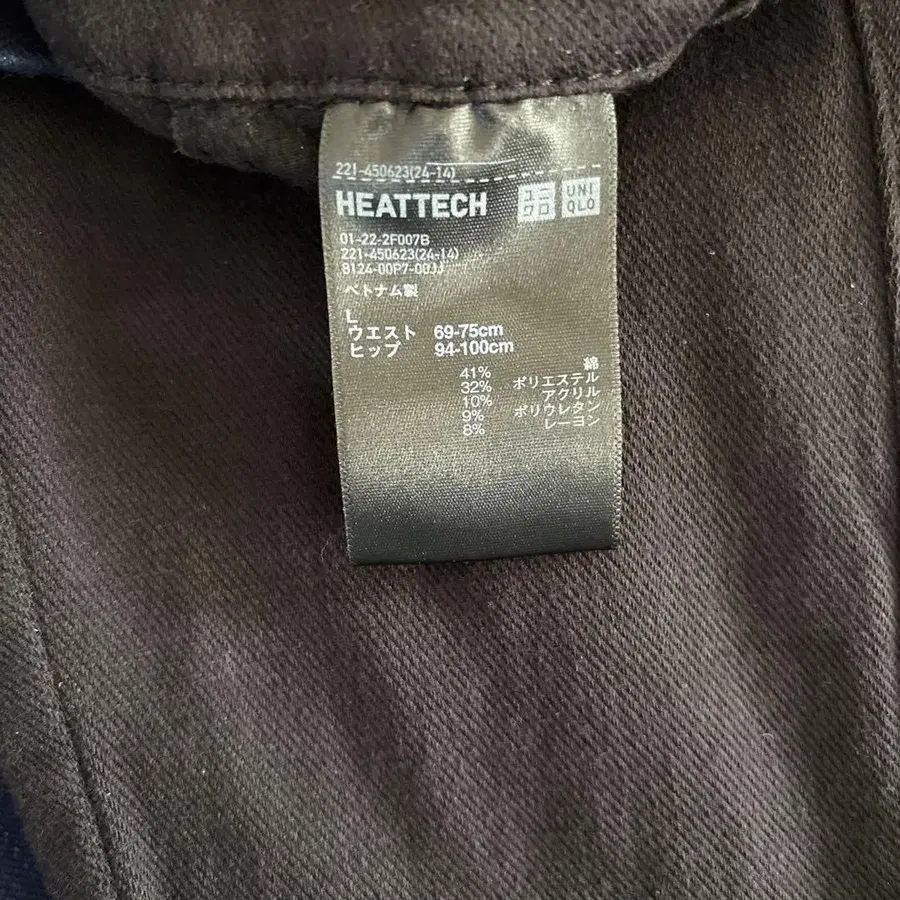 221-450623(24-14)
HEATTECH ユニクロ UNIQLO
01-22-2F007B
221-450623(24-14)
8124-00P7-00JJ
ベトナム製
L
ウエスト 69-75cm
ヒップ 94-100cm
41% 綿
32% ポリエステル
10% アクリル
9% ポリウレタン
8% レーヨン